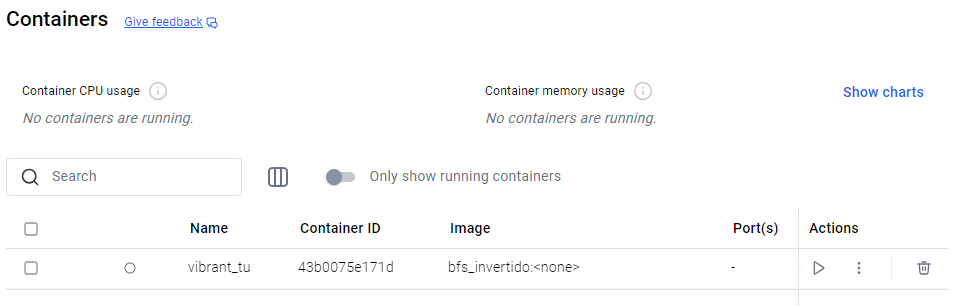 Containers Give feedback
Container CPU usage Container memory usage Show charts
No containers are running. No containers are running.
Search Only show running containers
Name Container ID Image Port(s) Actions
vibrant_tu 43b0075e171d bfs_invertido:<none> -